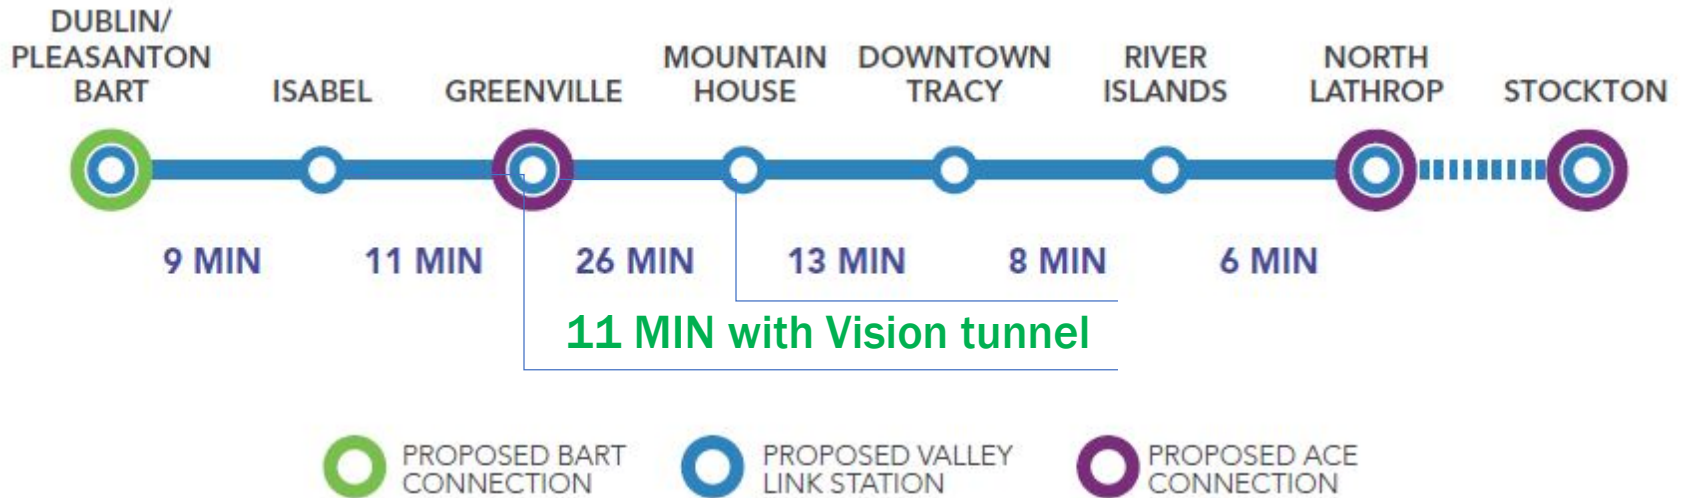 DUBLIN/
PLEASANTON
BART
ISABEL
GREENVILLE
MOUNTAIN
HOUSE
DOWNTOWN
TRACY
RIVER
ISLANDS
NORTH
LATHROP
STOCKTON
9 MIN
11 MIN
26 MIN
13 MIN
8 MIN
6 MIN
11 MIN with Vision tunnel
PROPOSED BART
CONNECTION
PROPOSED VALLEY
LINK STATION
PROPOSED ACE
CONNECTION